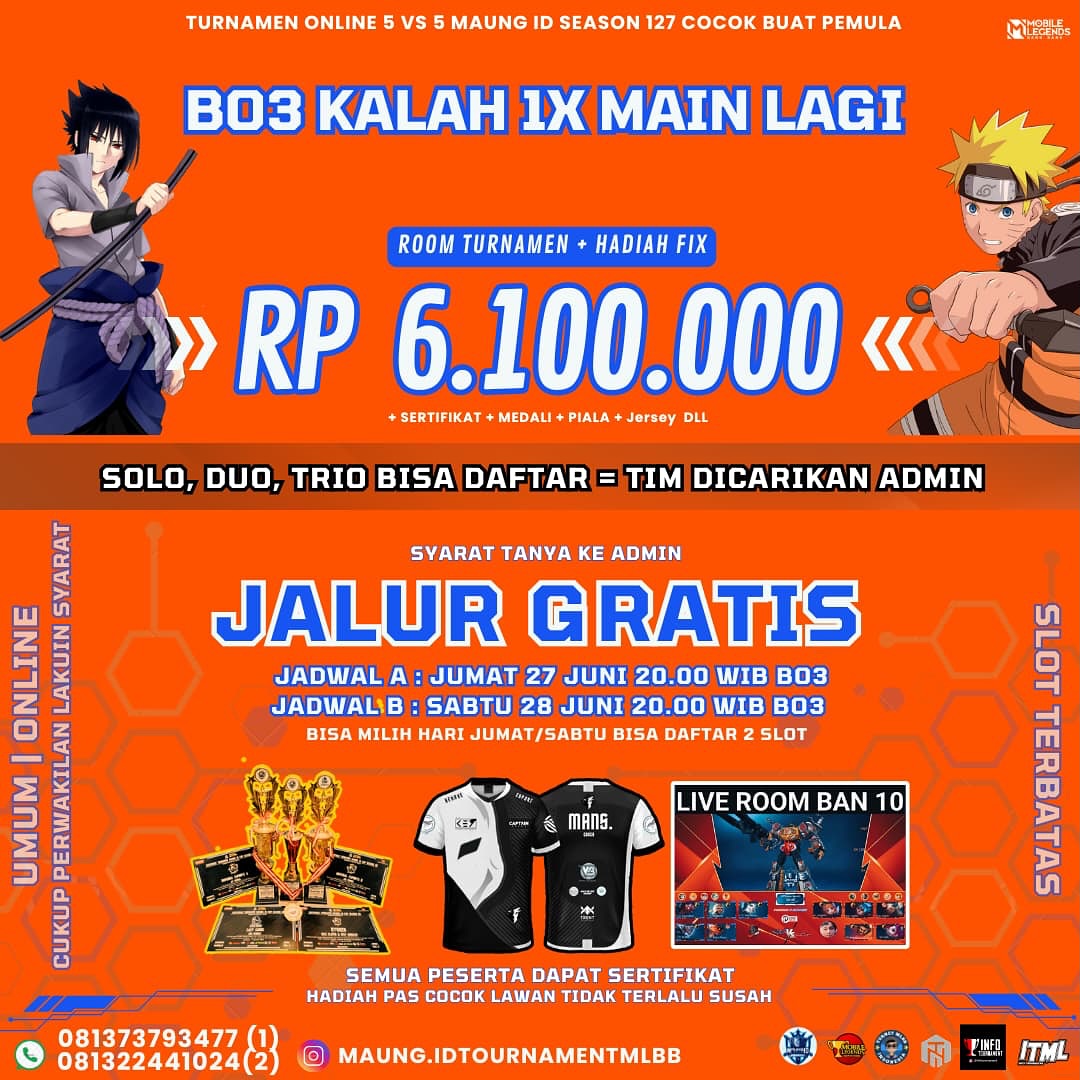 TURNAMEN ONLINE 5 VS 5 MAUNG ID SEASON 127 COCOK BUAT PEMULA
MOBILE
LEGENDS
BANG BANG
BO3 KALAH 1X MAIN LAGI
ROOM TURNAMEN + HADIAH FIX
RP 6.100.000
+ SERTIFIKAT + MEDALI + PIALA + Jersey DLL
SOLO, DUO, TRIO BISA DAFTAR = TIM DICARIKAN ADMIN
UMUM | ONLINE
CUKUP PERWAKILAN LAKUIN SYARAT
SYARAT TANYA KE ADMIN
JALUR GRATIS
JADWAL A : JUMAT 27 JUNI 20.00 WIB BO3
JADWAL B : SABTU 28 JUNI 20.00 WIB BO3
BISA MILIH HARI JUMAT/SABTU BISA DAFTAR 2 SLOT
SLOT TERBATAS
CAPTAIN
MANS.
COACH
LIVE ROOM BAN 10
SEMUA PESERTA DAPAT SERTIFIKAT
HADIAH PAS COCOK LAWAN TIDAK TERLALU SUSAH
081373793477 (1)
081322441024(2)
MAUNG.IDTOURNAMENTMLBB
MOBILE
LEGENDS
INFO
TOURNAMENT
ITML